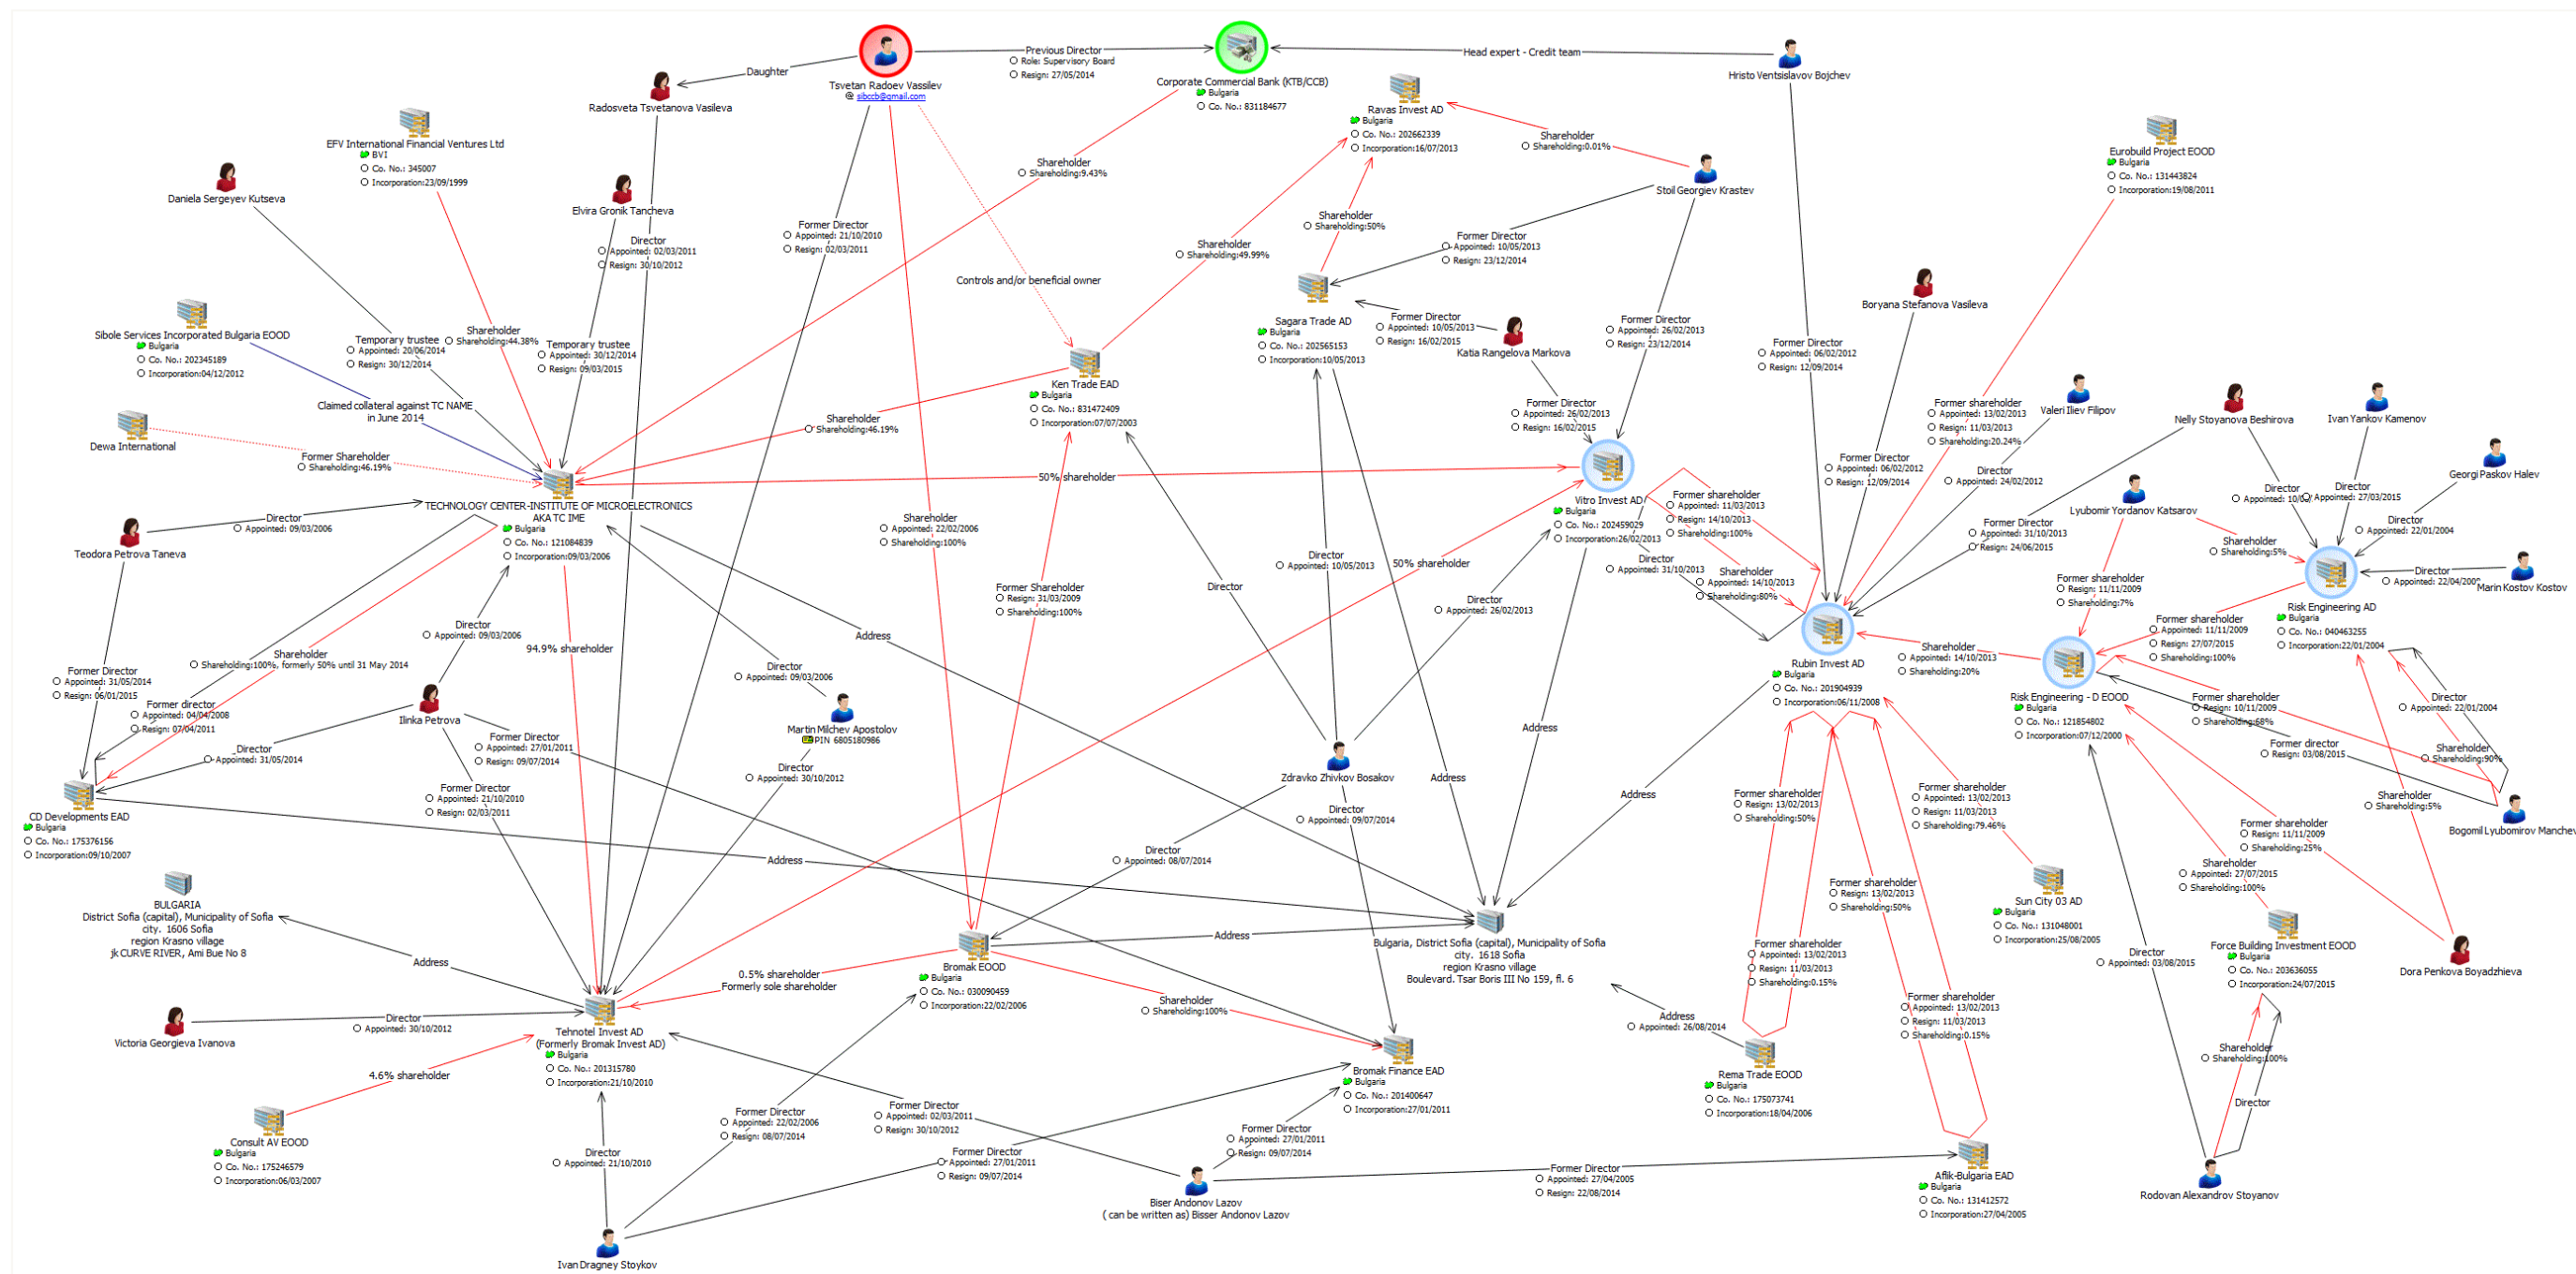 Tsvetan Radoev Vassilev
@ sibccb@gmail.com
Previous Director
Role: Supervisory Board
Resign: 27/05/2014
Corporate Commercial Bank (KTB/CCB)
Bulgaria
Co. No.: 831184677
Head expert - Credit team
Hristo Ventsislavov Bojchev
Daughter
Radosveta Tsvetanova Vasileva
Ravas Invest AD
Bulgaria
Co. No.: 202662339
Incorporation:16/07/2013
Shareholder
Shareholding:0.01%
Stoil Georgiev Krastev
Eurobuild Project EOOD
Bulgaria
Co. No.: 131443824
Incorporation:19/08/2011
EFV International Financial Ventures Ltd
BVI
Co. No.: 345007
Incorporation:23/09/1999
Daniela Sergeyev Kutseva
Elvira Gronik Tancheva
Shareholder
Shareholding:9.43%
Director
Appointed: 02/03/2011
Resign: 30/10/2012
Former Director
Appointed: 21/10/2010
Resign: 02/03/2011
Controls and/or beneficial owner
Shareholder
Shareholding:49.99%
Shareholder
Shareholding:50%
Former Director
Appointed: 10/05/2013
Resign: 23/12/2014
Sibole Services Incorporated Bulgaria EOOD
Bulgaria
Co. No.: 202345189
Incorporation:04/12/2012
Temporary trustee
Appointed: 20/06/2014
Resign: 30/12/2014
Shareholder
Shareholding:44.38%
Temporary trustee
Appointed: 30/12/2014
Resign: 09/03/2015
Sagara Trade AD
Bulgaria
Co. No.: 202565153
Incorporation:10/05/2013
Former Director
Appointed: 10/05/2013
Resign: 16/02/2015
Katia Rangelova Markova
Former Director
Appointed: 26/02/2013
Resign: 23/12/2014
Boryana Stefanova Vasileva
Former Director
Appointed: 06/02/2012
Resign: 12/09/2014
Ken Trade EAD
Bulgaria
Co. No.: 831472409
Incorporation:07/07/2003
Claimed collateral against TC NAME
in June 2014
Dewa International
Former Shareholder
Shareholding:46.19%
Shareholder
Shareholding:46.19%
Former Director
Appointed: 26/02/2013
Resign: 16/02/2015
Former shareholder
Appointed: 13/02/2013
Resign: 11/03/2013
Shareholding:20.24%
Valeri Iliev Filipov
Nelly Stoyanova Beshirova
Ivan Yankov Kamenov
Georgi Paskov Halev
Former Director
Appointed: 06/02/2012
Resign: 12/09/2014
Director
Appointed: 24/02/2012
Lyubomir Yordanov Katsarov
Director
Appointed: 10/0
Director
Appointed: 27/03/2015
Director
Appointed: 22/01/2004
50% shareholder
TECHNOLOGY CENTER-INSTITUTE OF MICROELECTRONICS
AKA TC IME
Bulgaria
Co. No.: 121084839
Incorporation:09/03/2006
Teodora Petrova Taneva
Director
Appointed: 09/03/2006
Vitro Invest AD
Bulgaria
Co. No.: 202459029
Incorporation:26/02/2013
Former shareholder
Appointed: 11/03/2013
Resign: 14/10/2013
Shareholding:100%
Shareholder
Shareholding:100%
Appointed: 22/02/2006
Former Director
Appointed: 31/10/2013
Resign: 24/06/2015
Shareholder
Shareholding:5%
Director
Appointed: 31/10/2013
Shareholder
Appointed: 14/10/2013
Shareholding:80%
50% shareholder
Director
Appointed: 10/05/2013
Director
Appointed: 26/02/2013
Director
Former Shareholder
Resign: 31/03/2009
Shareholding:100%
Former shareholder
Resign: 11/11/2009
Shareholding:7%
Director
Appointed: 22/04/200
Marin Kostov Kostov
Risk Engineering AD
Bulgaria
Co. No.: 040463255
Incorporation:22/01/2004
Former shareholder
Appointed: 11/11/2009
Resign: 27/07/2015
Shareholding:100%
Address
Director
Appointed: 09/03/2006
94.9% shareholder
Shareholder
Shareholding:100%, formerly 50% until 31 May 2014
Director
Appointed: 09/03/2006
Rubin Invest AD
Bulgaria
Co. No.: 201904939
Incorporation:06/11/2008
Shareholder
Appointed: 14/10/2013
Shareholding:20%
Risk Engineering - D EOOD
Bulgaria
Co. No.: 121854802
Incorporation:07/12/2000
Former shareholder
Resign: 10/11/2009
Shareholding:68%
Director
Appointed: 22/01/2004
Former Director
Appointed: 31/05/2014
Resign: 06/01/2015
Former director
Appointed: 04/04/2008
Resign: 07/04/2011
Ilinka Petrova
Martin Milchev Apostolov
PIN 6805180986
Address
Former director
Resign: 03/08/2015
Shareholder
Shareholding:90%
Director
Appointed: 31/05/2014
Former Director
Appointed: 27/01/2011
Resign: 09/07/2014
Director
Appointed: 30/10/2012
Zdravko Zhivkov Bosakov
Address
Address
CD Developments EAD
Bulgaria
Co. No.: 175376156
Incorporation:09/10/2007
Former Director
Appointed: 21/10/2010
Resign: 02/03/2011
Director
Appointed: 09/07/2014
Former shareholder
Resign: 13/02/2013
Shareholding:50%
Former shareholder
Appointed: 13/02/2013
Resign: 11/03/2013
Shareholding:79.46%
Shareholder
Shareholding:5%
Bogomil Lyubomirov Manchev
Former shareholder
Resign: 11/11/2009
Shareholding:25%
Address
Director
Appointed: 08/07/2014
Shareholder
Appointed: 27/07/2015
Shareholding:100%
Former shareholder
Resign: 13/02/2013
Shareholding:50%
Sun City 03 AD
Bulgaria
Co. No.: 131048001
Incorporation:25/08/2005
BULGARIA
District Sofia (capital), Municipality of Sofia
city. 1606 Sofia
region Krasno village
jk CURVE RIVER, Ami Bue No 8
Address
Address
Bulgaria, District Sofia (capital), Municipality of Sofia
city. 1618 Sofia
region Krasno village
Boulevard. Tsar Boris III No 159, fl. 6
Force Building Investment EOOD
Bulgaria
Co. No.: 203636055
Incorporation:24/07/2015
Dora Penkova Boyadzhieva
Director
Appointed: 03/08/2015
Former shareholder
Appointed: 13/02/2013
Resign: 11/03/2013
Shareholding:0.15%
Bromak EOOD
Bulgaria
Co. No.: 030090459
Incorporation:22/02/2006
0.5% shareholder
Formerly sole shareholder
Shareholder
Shareholding:100%
Former shareholder
Appointed: 13/02/2013
Resign: 11/03/2013
Shareholding:0.15%
Victoria Georgieva Ivanova
Director
Appointed: 30/10/2012
Tehnotel Invest AD
(Formerly Bromak Invest AD)
Bulgaria
Co. No.: 201315780
Incorporation:21/10/2010
Address
Appointed: 26/08/2014
Rema Trade EOOD
Bulgaria
Co. No.: 175073741
Incorporation:18/04/2006
Bromak Finance EAD
Bulgaria
Co. No.: 201400647
Incorporation:27/01/2011
Shareholder
Shareholding:100%
Director
4.6% shareholder
Consult AV EOOD
Bulgaria
Co. No.: 175246579
Incorporation:06/03/2007
Former Director
Appointed: 22/02/2006
Resign: 08/07/2014
Former Director
Appointed: 02/03/2011
Resign: 30/10/2012
Former Director
Appointed: 27/01/2011
Resign: 09/07/2014
Director
Appointed: 21/10/2010
Former Director
Appointed: 27/01/2011
Resign: 09/07/2014
Former Director
Appointed: 27/04/2005
Resign: 22/08/2014
Aflik-Bulgaria EAD
Bulgaria
Co. No.: 131412572
Incorporation:27/04/2005
Rodovan Alexandrov Stoyanov
Biser Andonov Lazov
( can be written as) Bisser Andonov Lazov
Ivan Dragney Stoykov